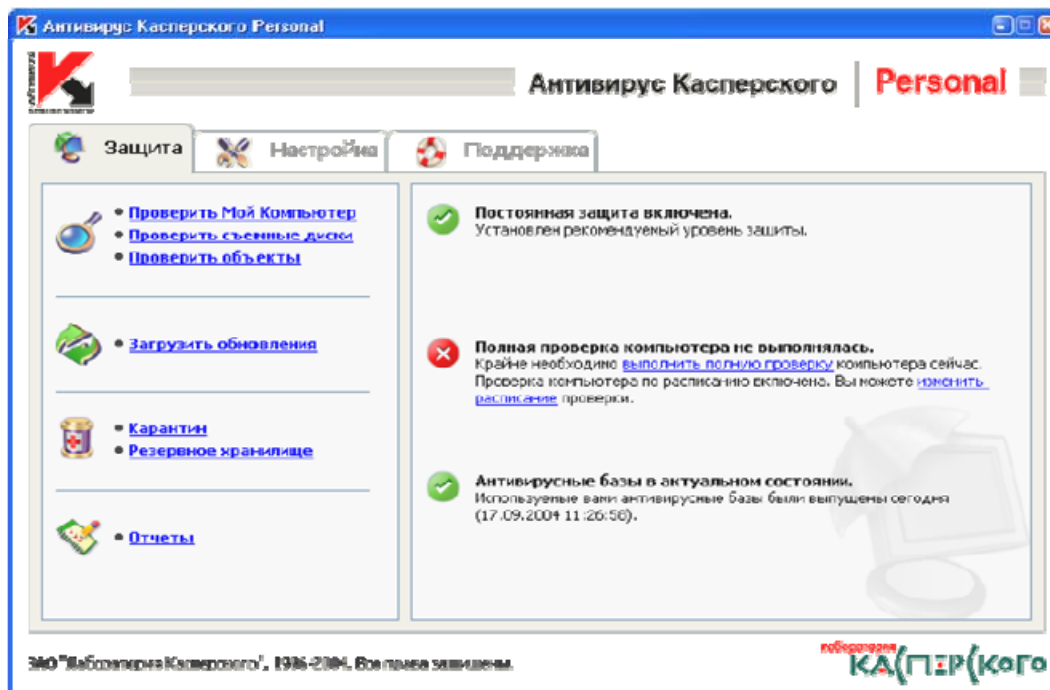 Антивирус Касперского Personal
Антивирус Касперского Personal
Защита
Настройка
Поддержка
Проверить Мой Компьютер
Проверить съемные диски
Проверить объекты
Загрузить обновления
Карантин
Резервное хранилище
Отчеты
Постоянная защита включена.
Установлен рекомендуемый уровень защиты.
Полная проверка компьютера не выполнялась.
Крайне необходимо выполнить полную проверку компьютера сейчас.
Проверка компьютера по расписанию включена. Вы можете изменить
расписание проверки.
Антивирусные базы в актуальном состоянии.
Используемые вами антивирусные базы были выпущены сегодня
(17.09.2004 11:26:58).
ЗАО "Лаборатория Касперского", 1996-2004. Все права защищены.
лаборатория
КАСПЕРСКОГО